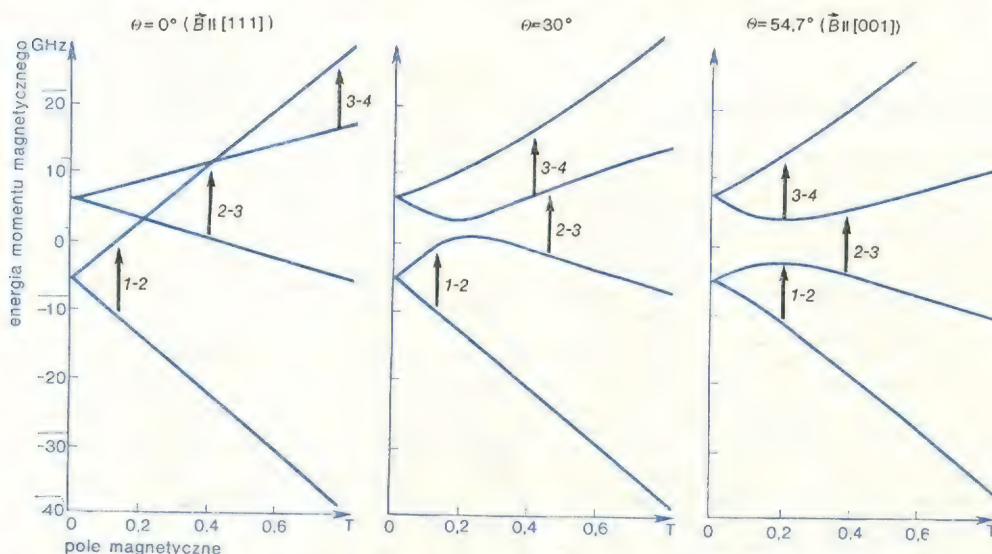 Θ=0° (B⃗ II [111])
Θ=30°
Θ=54,7° (B⃗ II [001])
energia momentu magnetycznego
GHz
20
10
0
-10
-20
-30
40
3-4
2-3
1-2
3-4
2-3
1-2
3-4
2-3
1-2
0 0,2 0,4 0,6 T
0 0,2 0,4 0,6 T
0 0,2 0,4 0,6 T
pole magnetyczne